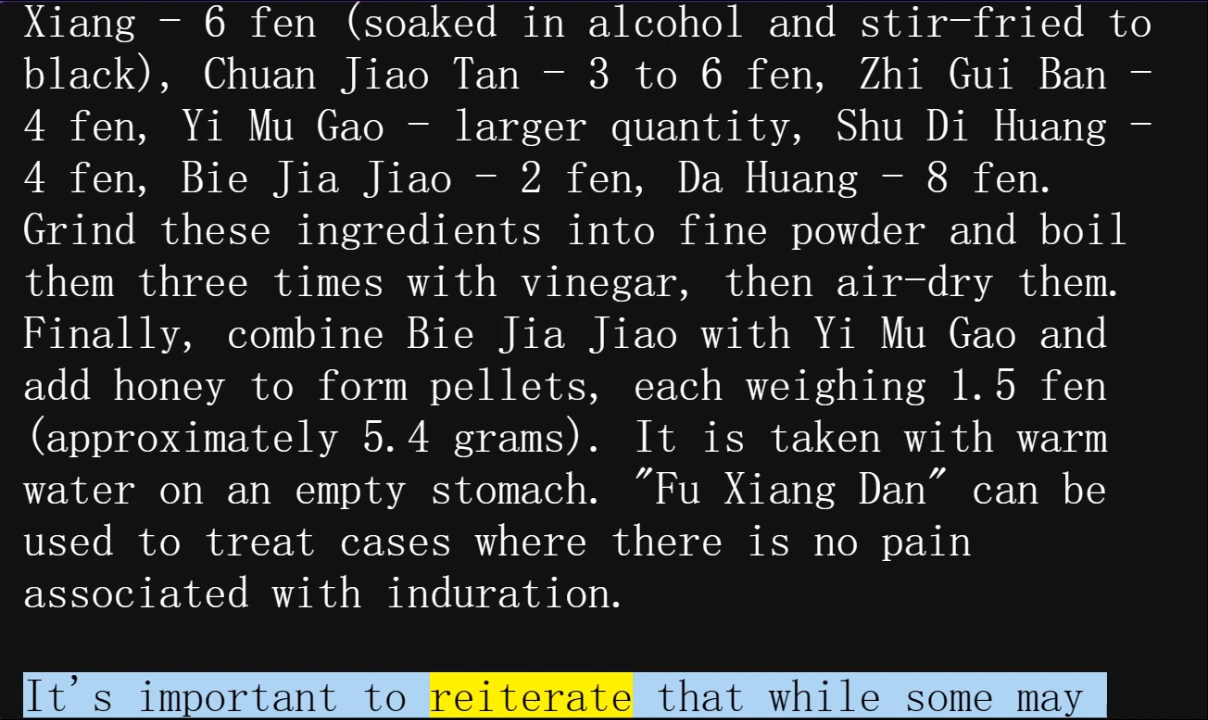 Xiang - 6 fen (soaked in alcohol and stir-fried to
black), Chuan Jiao Tan - 3 to 6 fen, Zhi Gui Ban -
4 fen, Yi Mu Gao - larger quantity, Shu Di Huang -
4 fen, Bie Jia Jiao - 2 fen, Da Huang - 8 fen.
Grind these ingredients into fine powder and boil
them three times with vinegar, then air-dry them.
Finally, combine Bie Jia Jiao with Yi Mu Gao and
add honey to form pellets, each weighing 1.5 fen
(approximately 5.4 grams). It is taken with warm
water on an empty stomach. "Fu Xiang Dan" can be
used to treat cases where there is no pain
associated with induration.
It's important to reiterate that while some may